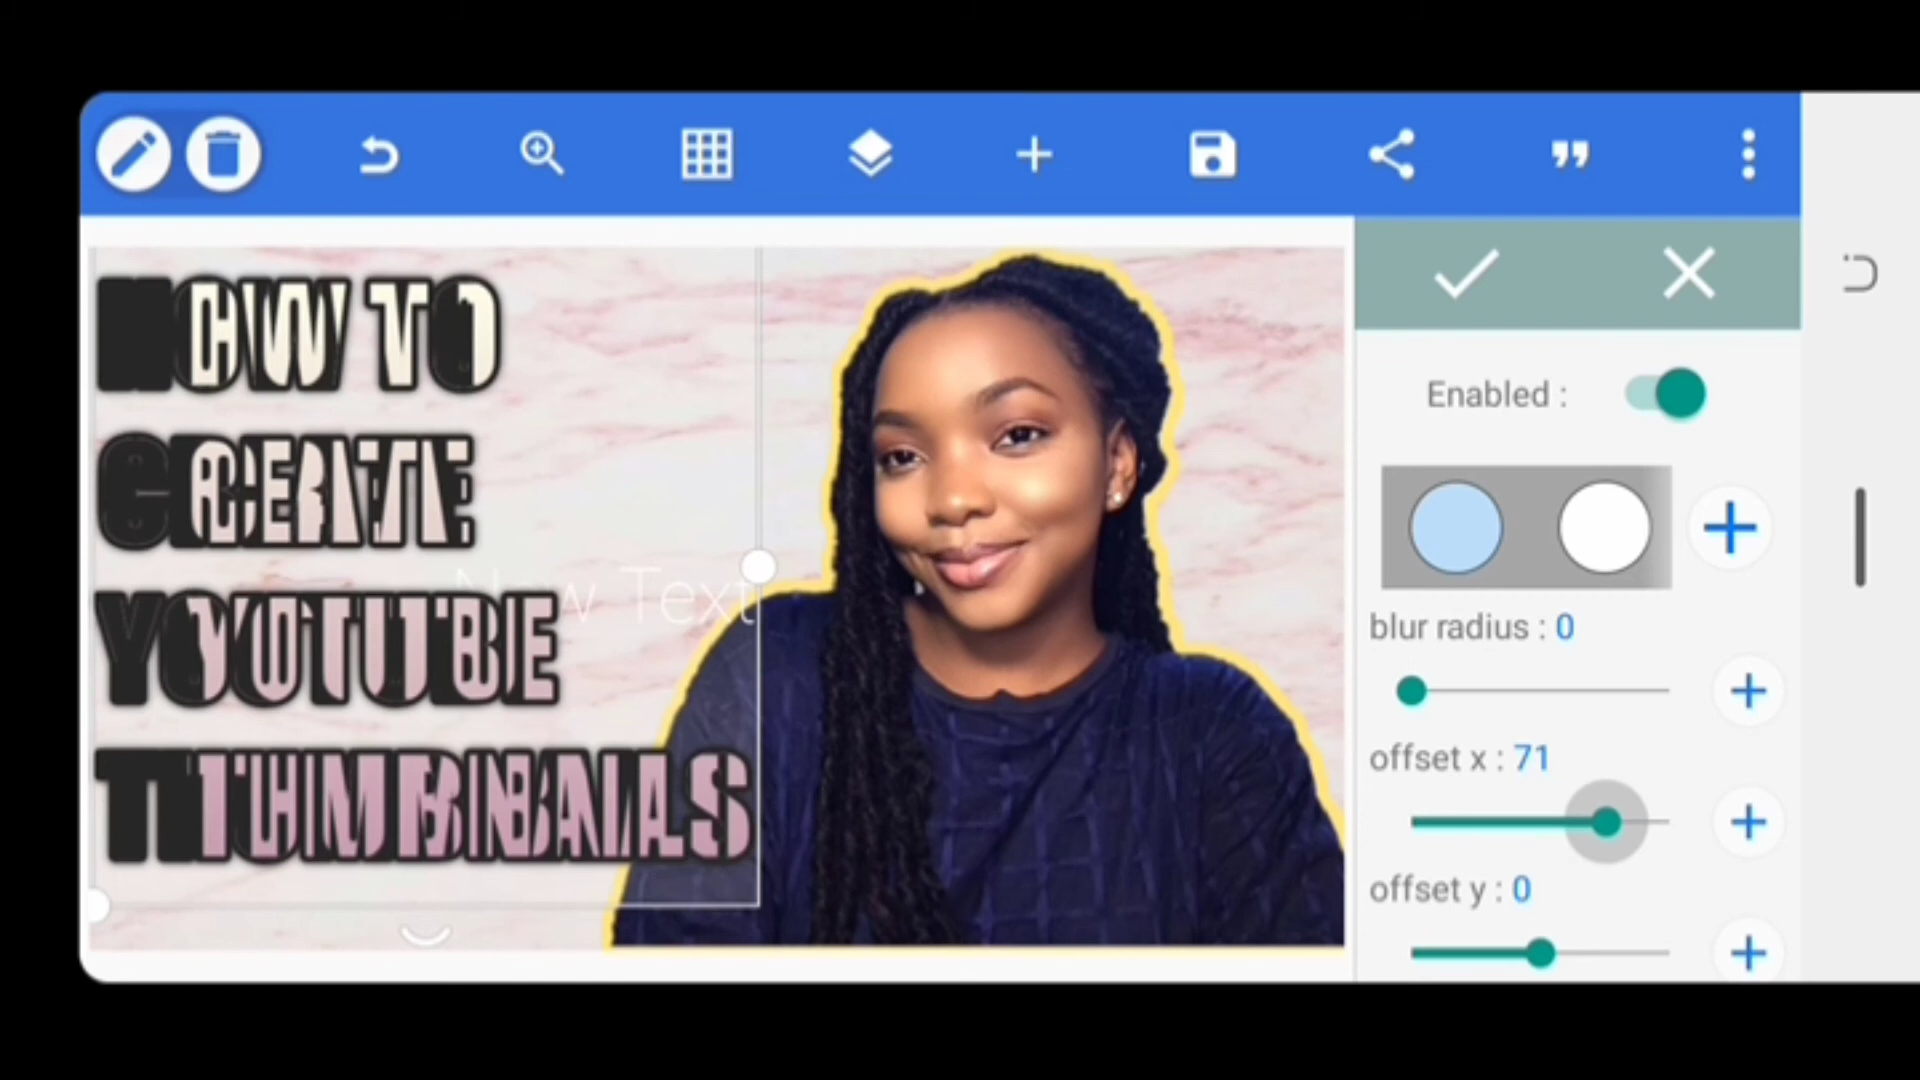 HOW TO
CREATE
YOUTUBE
THUMBNAILS
New Text
Enabled :
blur radius : 0
offset x : 71
offset y : 0